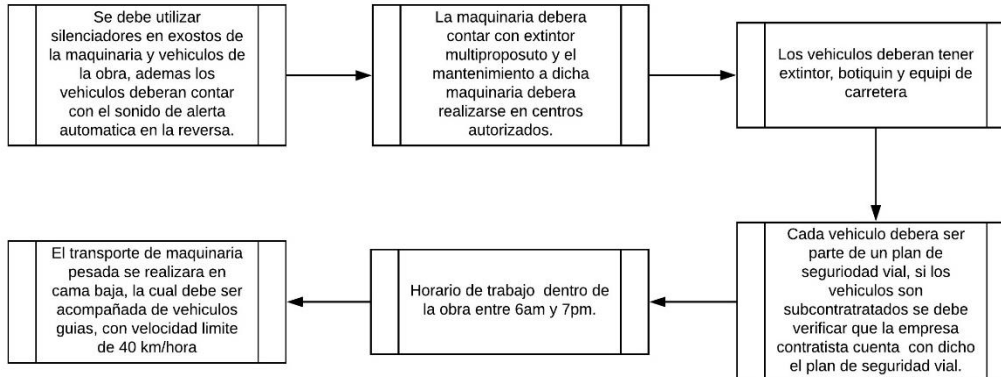 Se debe utilizar
silenciadores en exostos de
la maquinaria y vehiculos de
la obra, ademas los
vehiculos deberan contar
con el sonido de alerta
automatica en la reversa.
La maquinaria debera
contar con extintor
multiproposuto y el
mantenimiento a dicha
maquinaria debera
realizarse en centros
autorizados.
Los vehiculos deberan tener
extintor, botiquin y equipi de
carretera
Cada vehiculo debera ser
parte de un plan de
seguriodad vial, si los
vehiculos son
subcontratratados se debe
verificar que la empresa
contratista cuenta con dicho
el plan de seguridad vial.
Horario de trabajo dentro de
la obra entre 6am y 7pm.
El transporte de maquinaria
pesada se realizara en
cama baja, la cual debe ser
acompañada de vehiculos
guias, con velocidad limite
de 40 km/hora